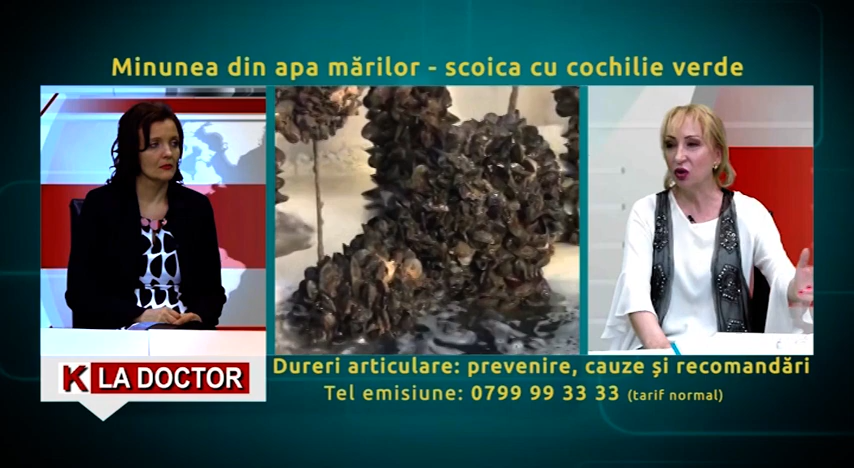 Minunea din apa mărilor - scoica cu cochilie verde
K LA DOCTOR
Dureri articulare: prevenire, cauze și recomandări
Tel emisiune: 0799 99 33 33 (tarif normal)